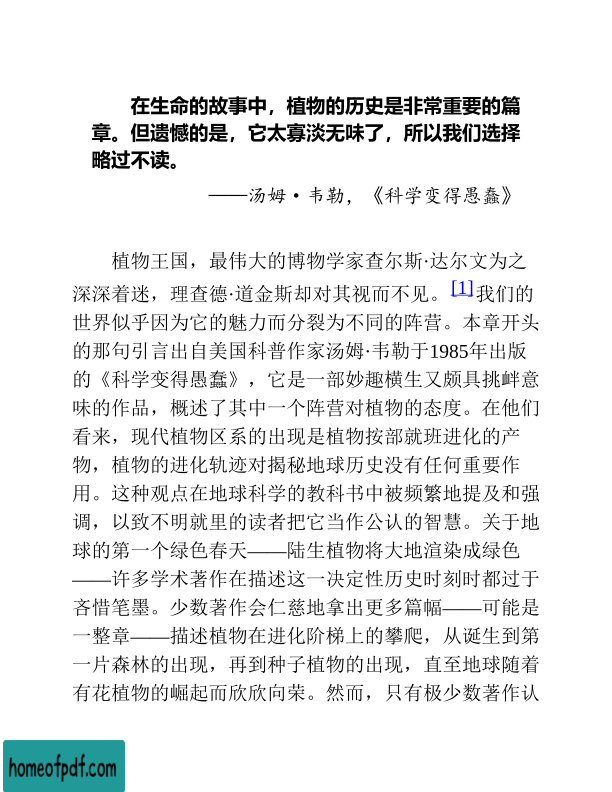 在生命的故事中，植物的历史是非常重要的篇
章。但遗憾的是，它太寡淡无味了，所以我们选择
略过不读。
——汤姆·韦勒，《科学变得愚蠢》
植物王国，最伟大的博物学家查尔斯·达尔文为之
深深着迷，理查德·道金斯却对其视而不见。[1]我们的
世界似乎因为它的魅力而分裂为不同的阵营。本章开头
的那句引言出自美国科普作家汤姆·韦勒于1985年出版
的《科学变得愚蠢》，它是一部妙趣横生又颇具挑衅意
味的作品，概述了其中一个阵营对植物的态度。在他们
看来，现代植物区系的出现是植物按部就班进化的产
物，植物的进化轨迹对揭秘地球历史没有任何重要作
用。这种观点在地球科学的教科书中被频繁地提及和强
调，以致不明就里的读者把它当作公认的智慧。关于地
球的第一个绿色春天——陆生植物将大地渲染成绿色
——许多学术著作在描述这一决定性历史时刻时都过于
吝惜笔墨。少数著作会仁慈地拿出更多篇幅——可能是
一整章——描述植物在进化阶梯上的攀爬，从诞生到第
一片森林的出现，再到种子植物的出现，直至地球随着
有花植物的崛起而欣欣向荣。然而，只有极少数著作认
homeofpdf.com